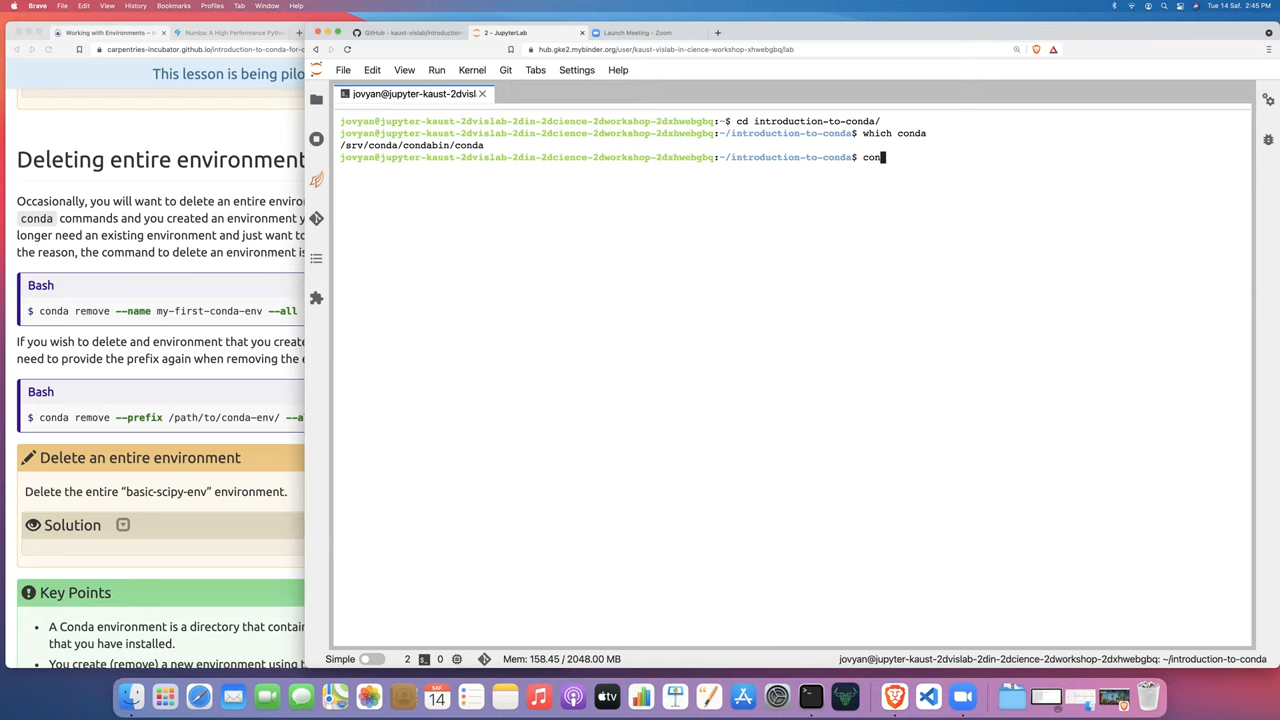 Brave File Edit View History Bookmarks Profiles Tab Window Help
Tue 14 Saf. 2:45 PM
Working with Environments –
Numba: A High Performance Pyth
carpentries-incubator.github.io/introduction-to-conda-for-
This lesson is being pilo
Deleting entire environment
Occasionally, you will want to delete an entire enviro
conda commands and you created an environment y
longer need an existing environment and just want to
the reason, the command to delete an environment is
Bash
$ conda remove --name my-first-conda-env --all
If you wish to delete and environment that you create
need to provide the prefix again when removing the e
Bash
$ conda remove --prefix /path/to/conda-env/ --a
Delete an entire environment
Delete the entire “basic-scipy-env” environment.
Solution
Key Points
A Conda environment is a directory that contain
that you have installed.
You create (remove) a new environment using t
GitHub - kaust-vislab/introduction-
2 - JupyterLab
Launch Meeting - Zoom
hub.gke2.mybinder.org/user/kaust-vislab-in-cience-workshop-xhwebgbq/lab
File Edit View Run Kernel Git Tabs Settings Help
jovyan@jupyter-kaust-2dvisl
jovyan@jupyter-kaust-2dvislab-2din-2dcience-2dworkshop-2dxhwebgbq:~$ cd introduction-to-conda/
jovyan@jupyter-kaust-2dvislab-2din-2dcience-2dworkshop-2dxhwebgbq:~/introduction-to-conda$ which conda
/srv/conda/condabin/conda
jovyan@jupyter-kaust-2dvislab-2din-2dcience-2dworkshop-2dxhwebgbq:~/introduction-to-conda$ con
Simple 2 0 Mem: 158.45 / 2048.00 MB
jovyan@jupyter-kaust-2dvislab-2din-2dcience-2dworkshop-2dxhwebgbq: ~/introduction-to-conda